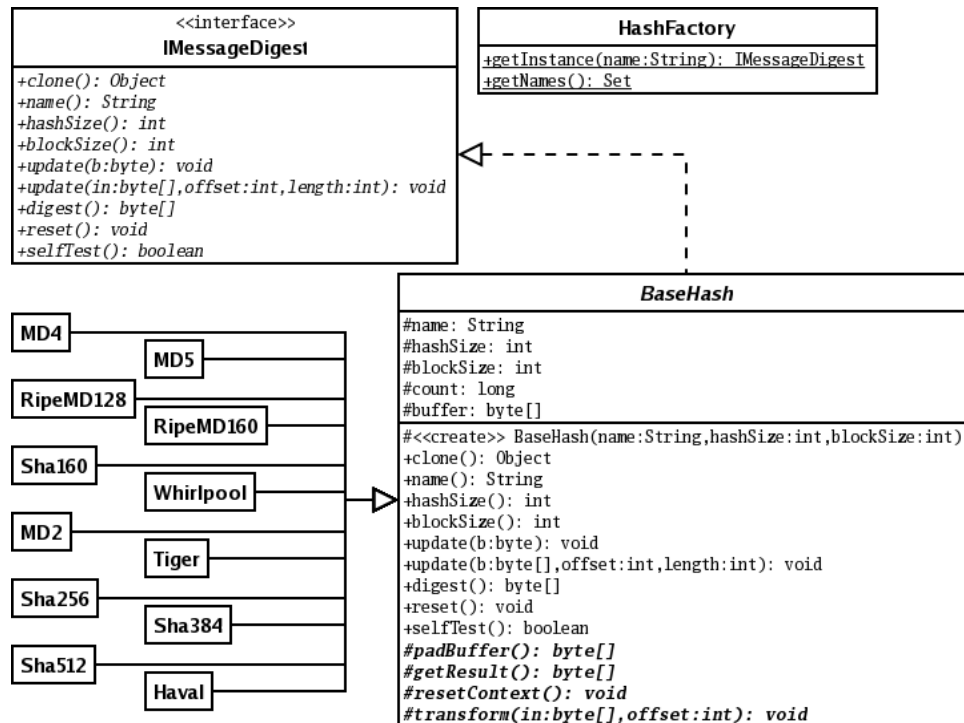 <<interface>>
IMessageDigest
+clone(): Object
+name(): String
+hashSize(): int
+blockSize(): int
+update(b:byte): void
+update(in:byte[],offset:int,length:int): void
+digest(): byte[]
+reset(): void
+selfTest(): boolean
HashFactory
+getInstance(name:String): IMessageDigest
+getNames(): Set
BaseHash
#name: String
#hashSize: int
#blockSize: int
#count: long
#buffer: byte[]
#<<create>> BaseHash(name:String,hashSize:int,blockSize:int)
+clone(): Object
+name(): String
+hashSize(): int
+blockSize(): int
+update(b:byte): void
+update(b:byte[],offset:int,length:int): void
+digest(): byte[]
+reset(): void
+selfTest(): boolean
#padBuffer(): byte[]
#getResult(): byte[]
#resetContext(): void
#transform(in:byte[],offset:int): void
MD4
MD5
RipeMD128
RipeMD160
Sha160
Whirlpool
MD2
Tiger
Sha256
Sha384
Sha512
Haval